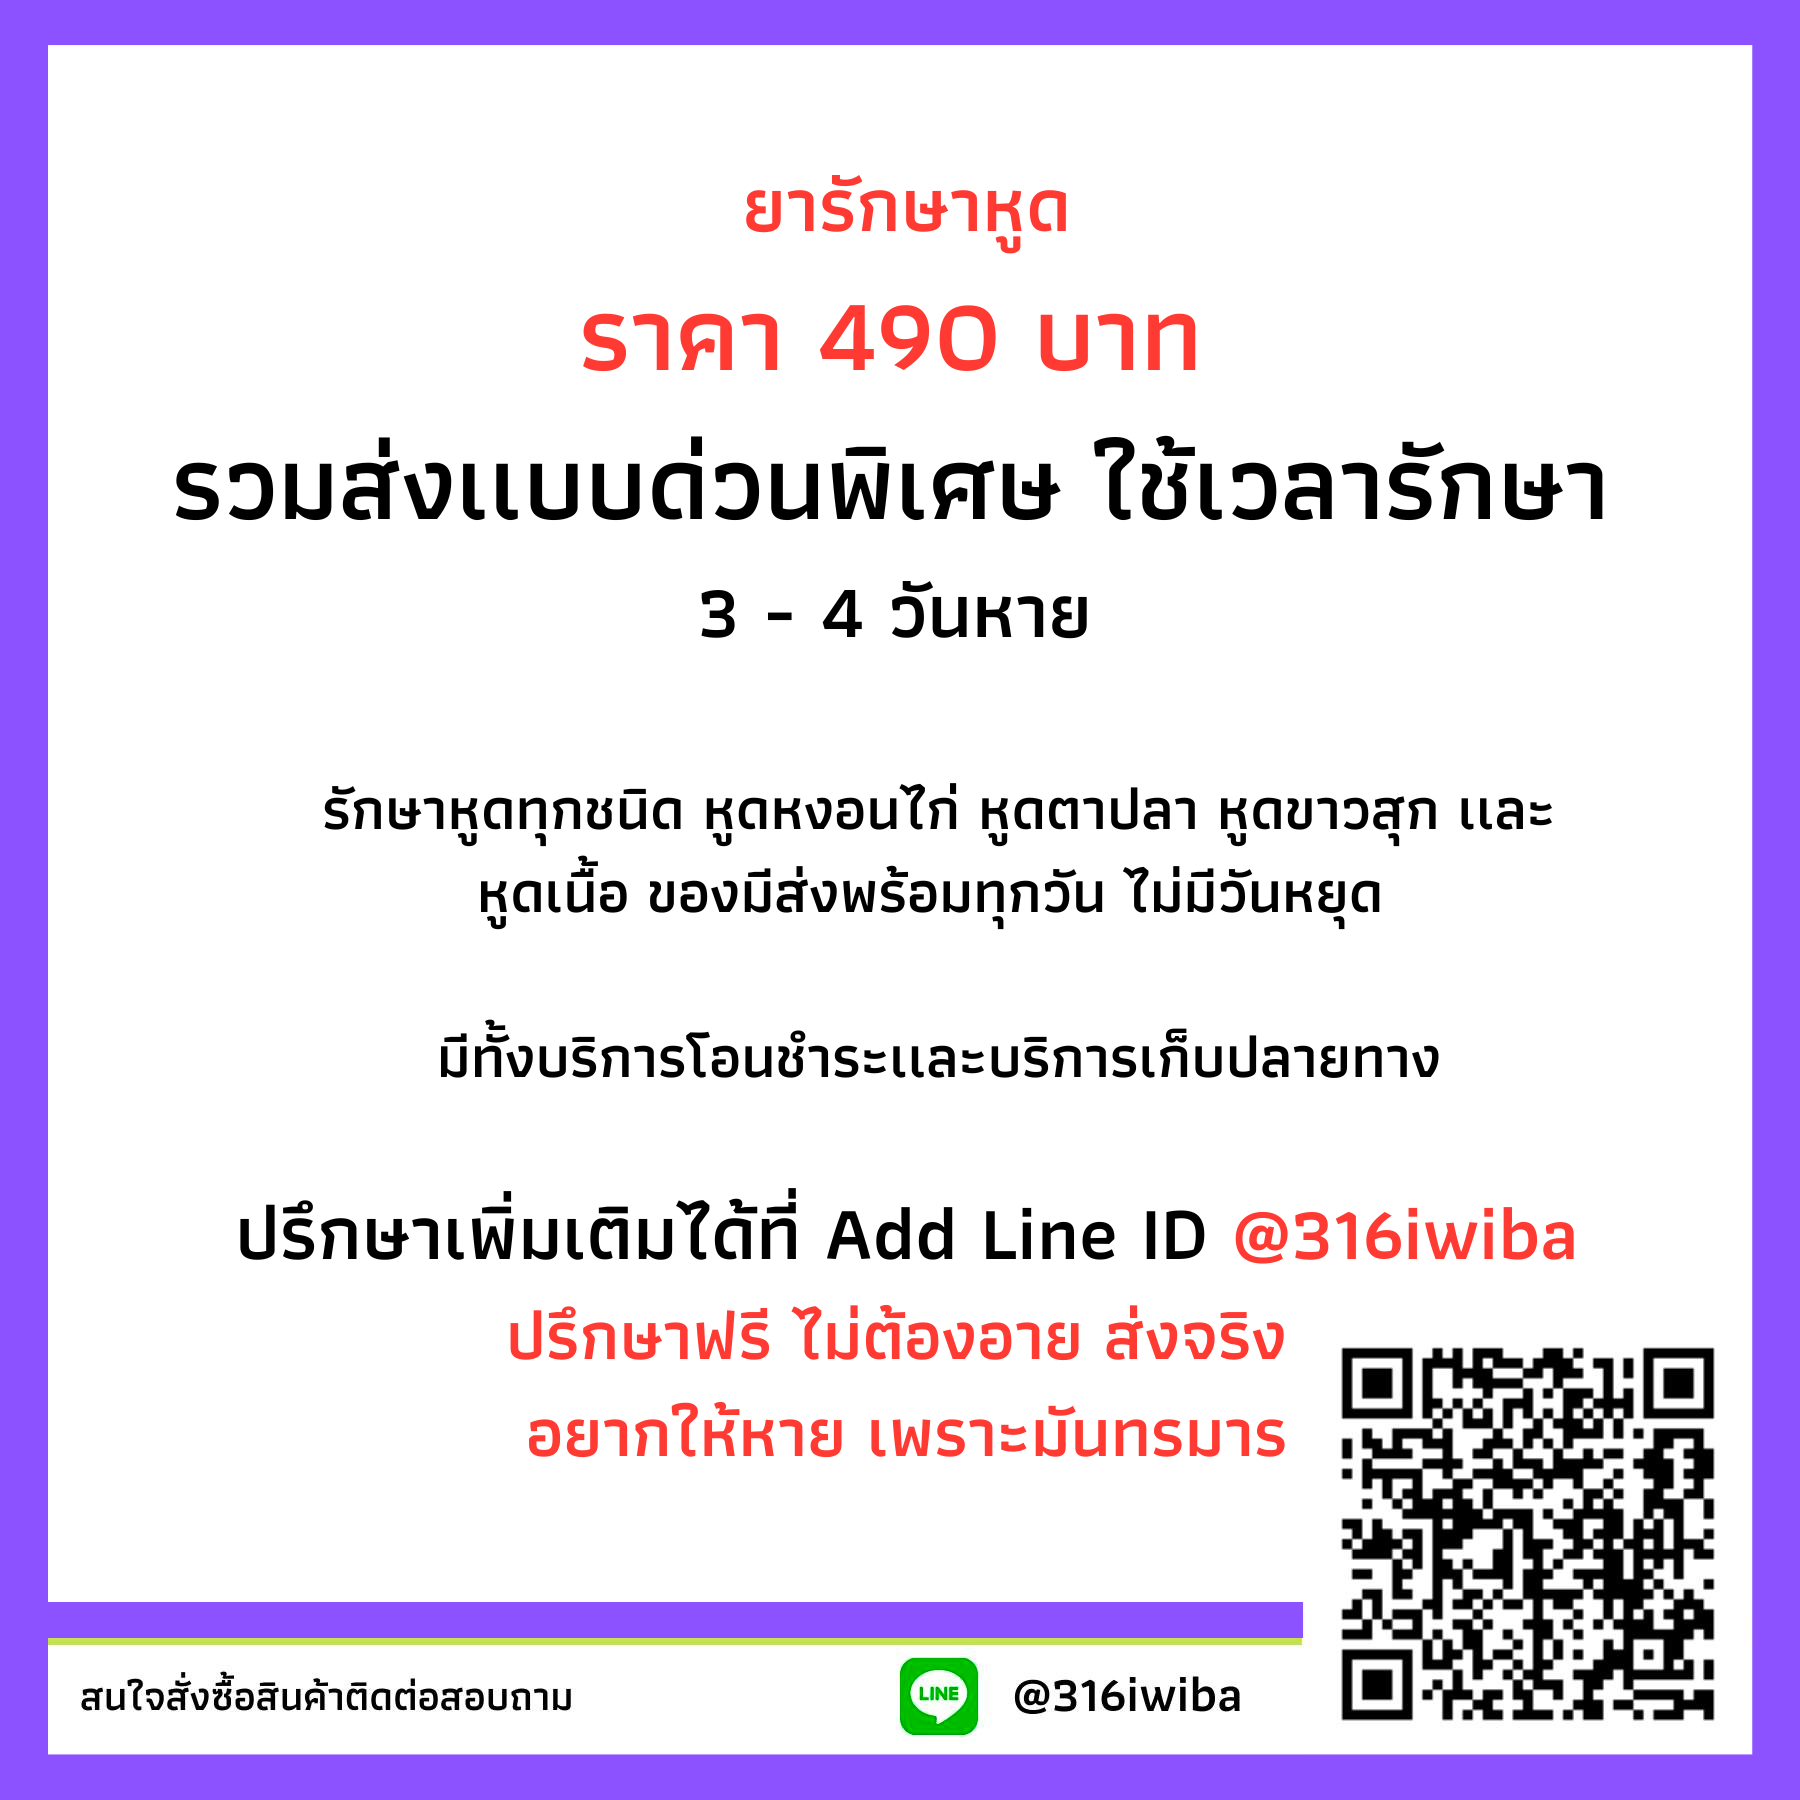 ยารักษาหูด
ราคา 490 บาท
รวมส่งแบบด่วนพิเศษ ใช้เวลารักษา
3 - 4 วันหาย
รักษาหูดทุกชนิด หูดหงอนไก่ หูดตาปลา หูดขาวสุก และ
หูดเนื้อ ของมีส่งพร้อมทุกวัน ไม่มีวันหยุด
มีทั้งบริการโอนชำระและบริการเก็บปลายทาง
ปรึกษาเพิ่มเติมได้ที่ Add Line ID @316iwiba
ปรึกษาฟรี ไม่ต้องอาย ส่งจริง
อยากให้หาย เพราะมันทรมาร
สนใจสั่งซื้อสินค้าติดต่อสอบถาม
LINE
@316iwiba